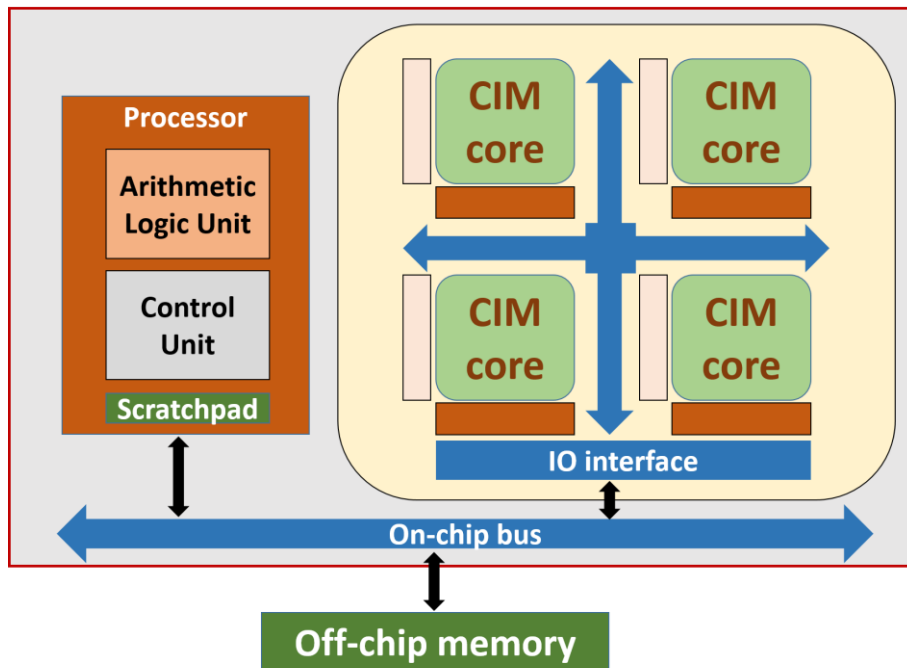 Processor
Arithmetic
Logic Unit
Control
Unit
Scratchpad
CIM
core
CIM
core
CIM
core
CIM
core
IO interface
On-chip bus
Off-chip memory